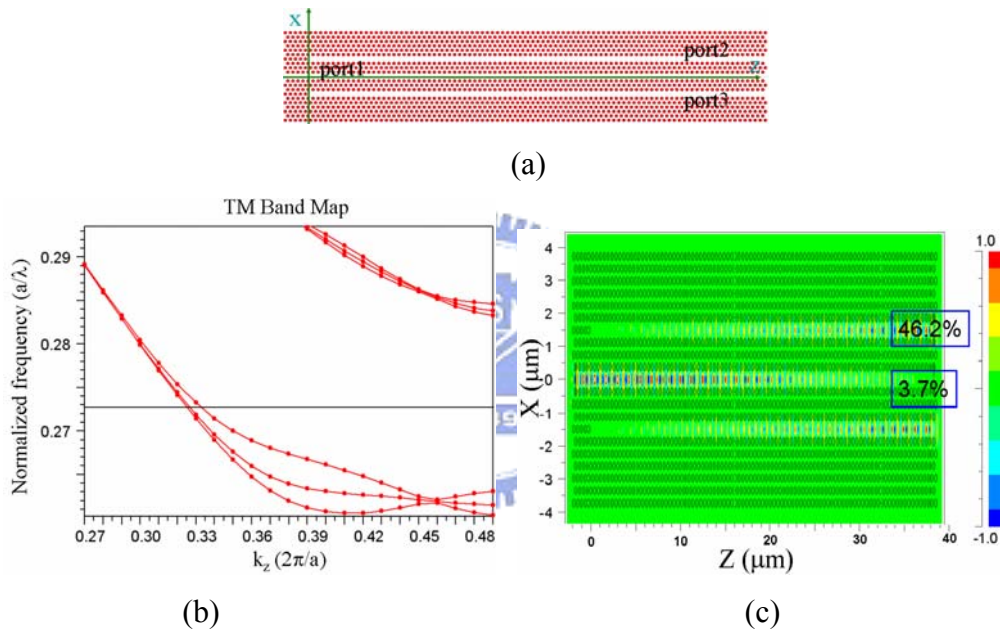 X
port2
port1
Z
port3
(a)
TM Band Map
Normalized frequency (a/λ)
0.29
0.28
0.27
0.27 0.30 0.33 0.36 0.39 0.42 0.45 0.48
k_z (2π/a)
(b)
X (μm)
4
3
2
1
-0
-1
-2
-3
-4
46.2%
3.7%
0 10 20 30 40
Z (μm)
1.0
-1.0
(c)